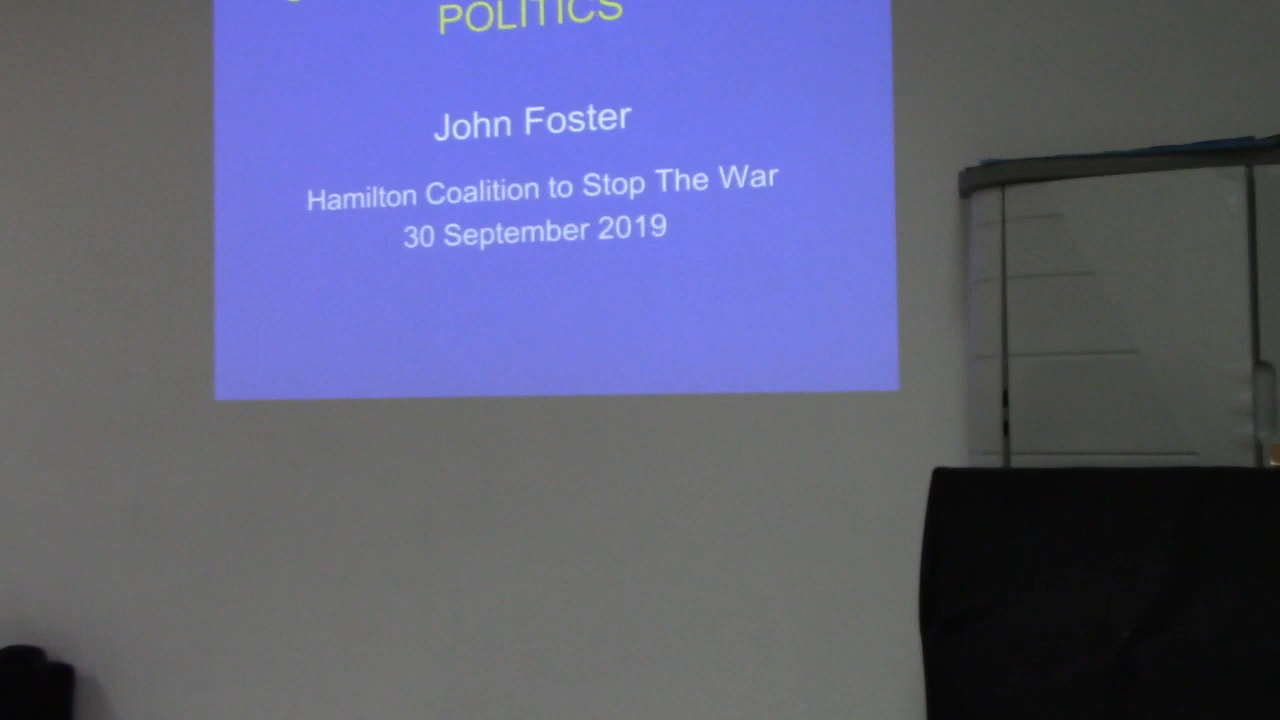 POLITICS
John Foster
Hamilton Coalition to Stop The War
30 September 2019